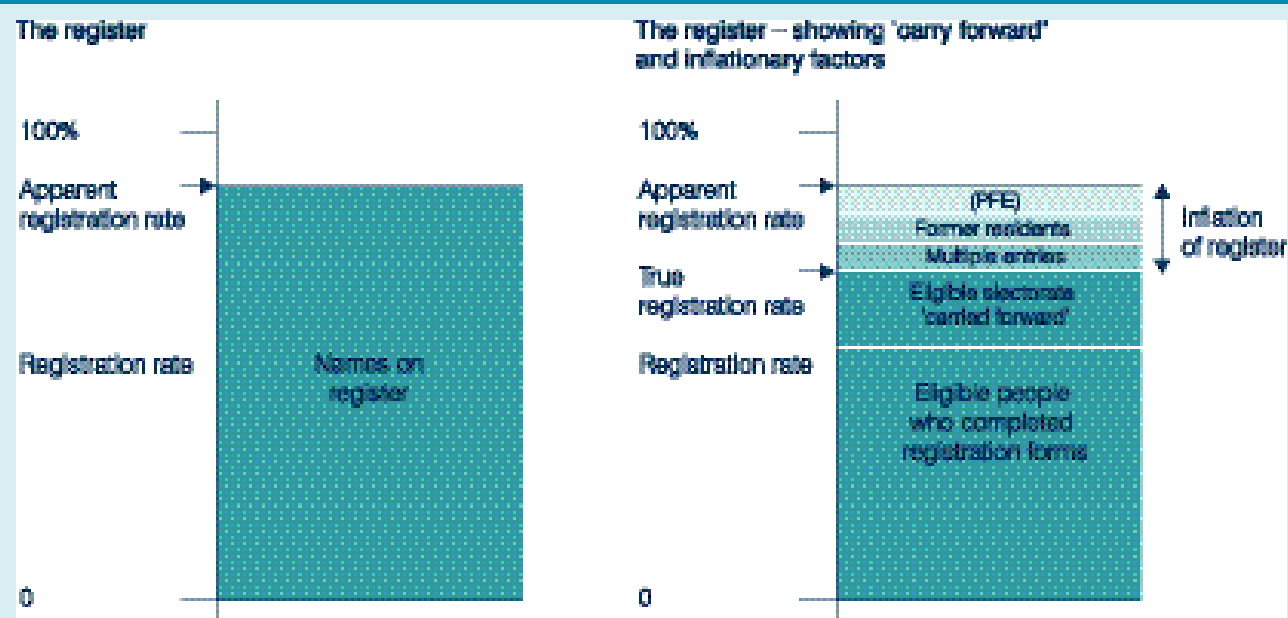 The register
100%
Apparent
registration rate
Registration rate
Names on
register
0
The register – showing 'carry forward'
and inflationary factors
100%
Apparent
registration rate
True
registration rate
Registration rate
0
(PFE)
Former residents
Multiple entries
Eligible electorate
'carried forward'
Eligible people
who completed
registration forms
Inflation
of register